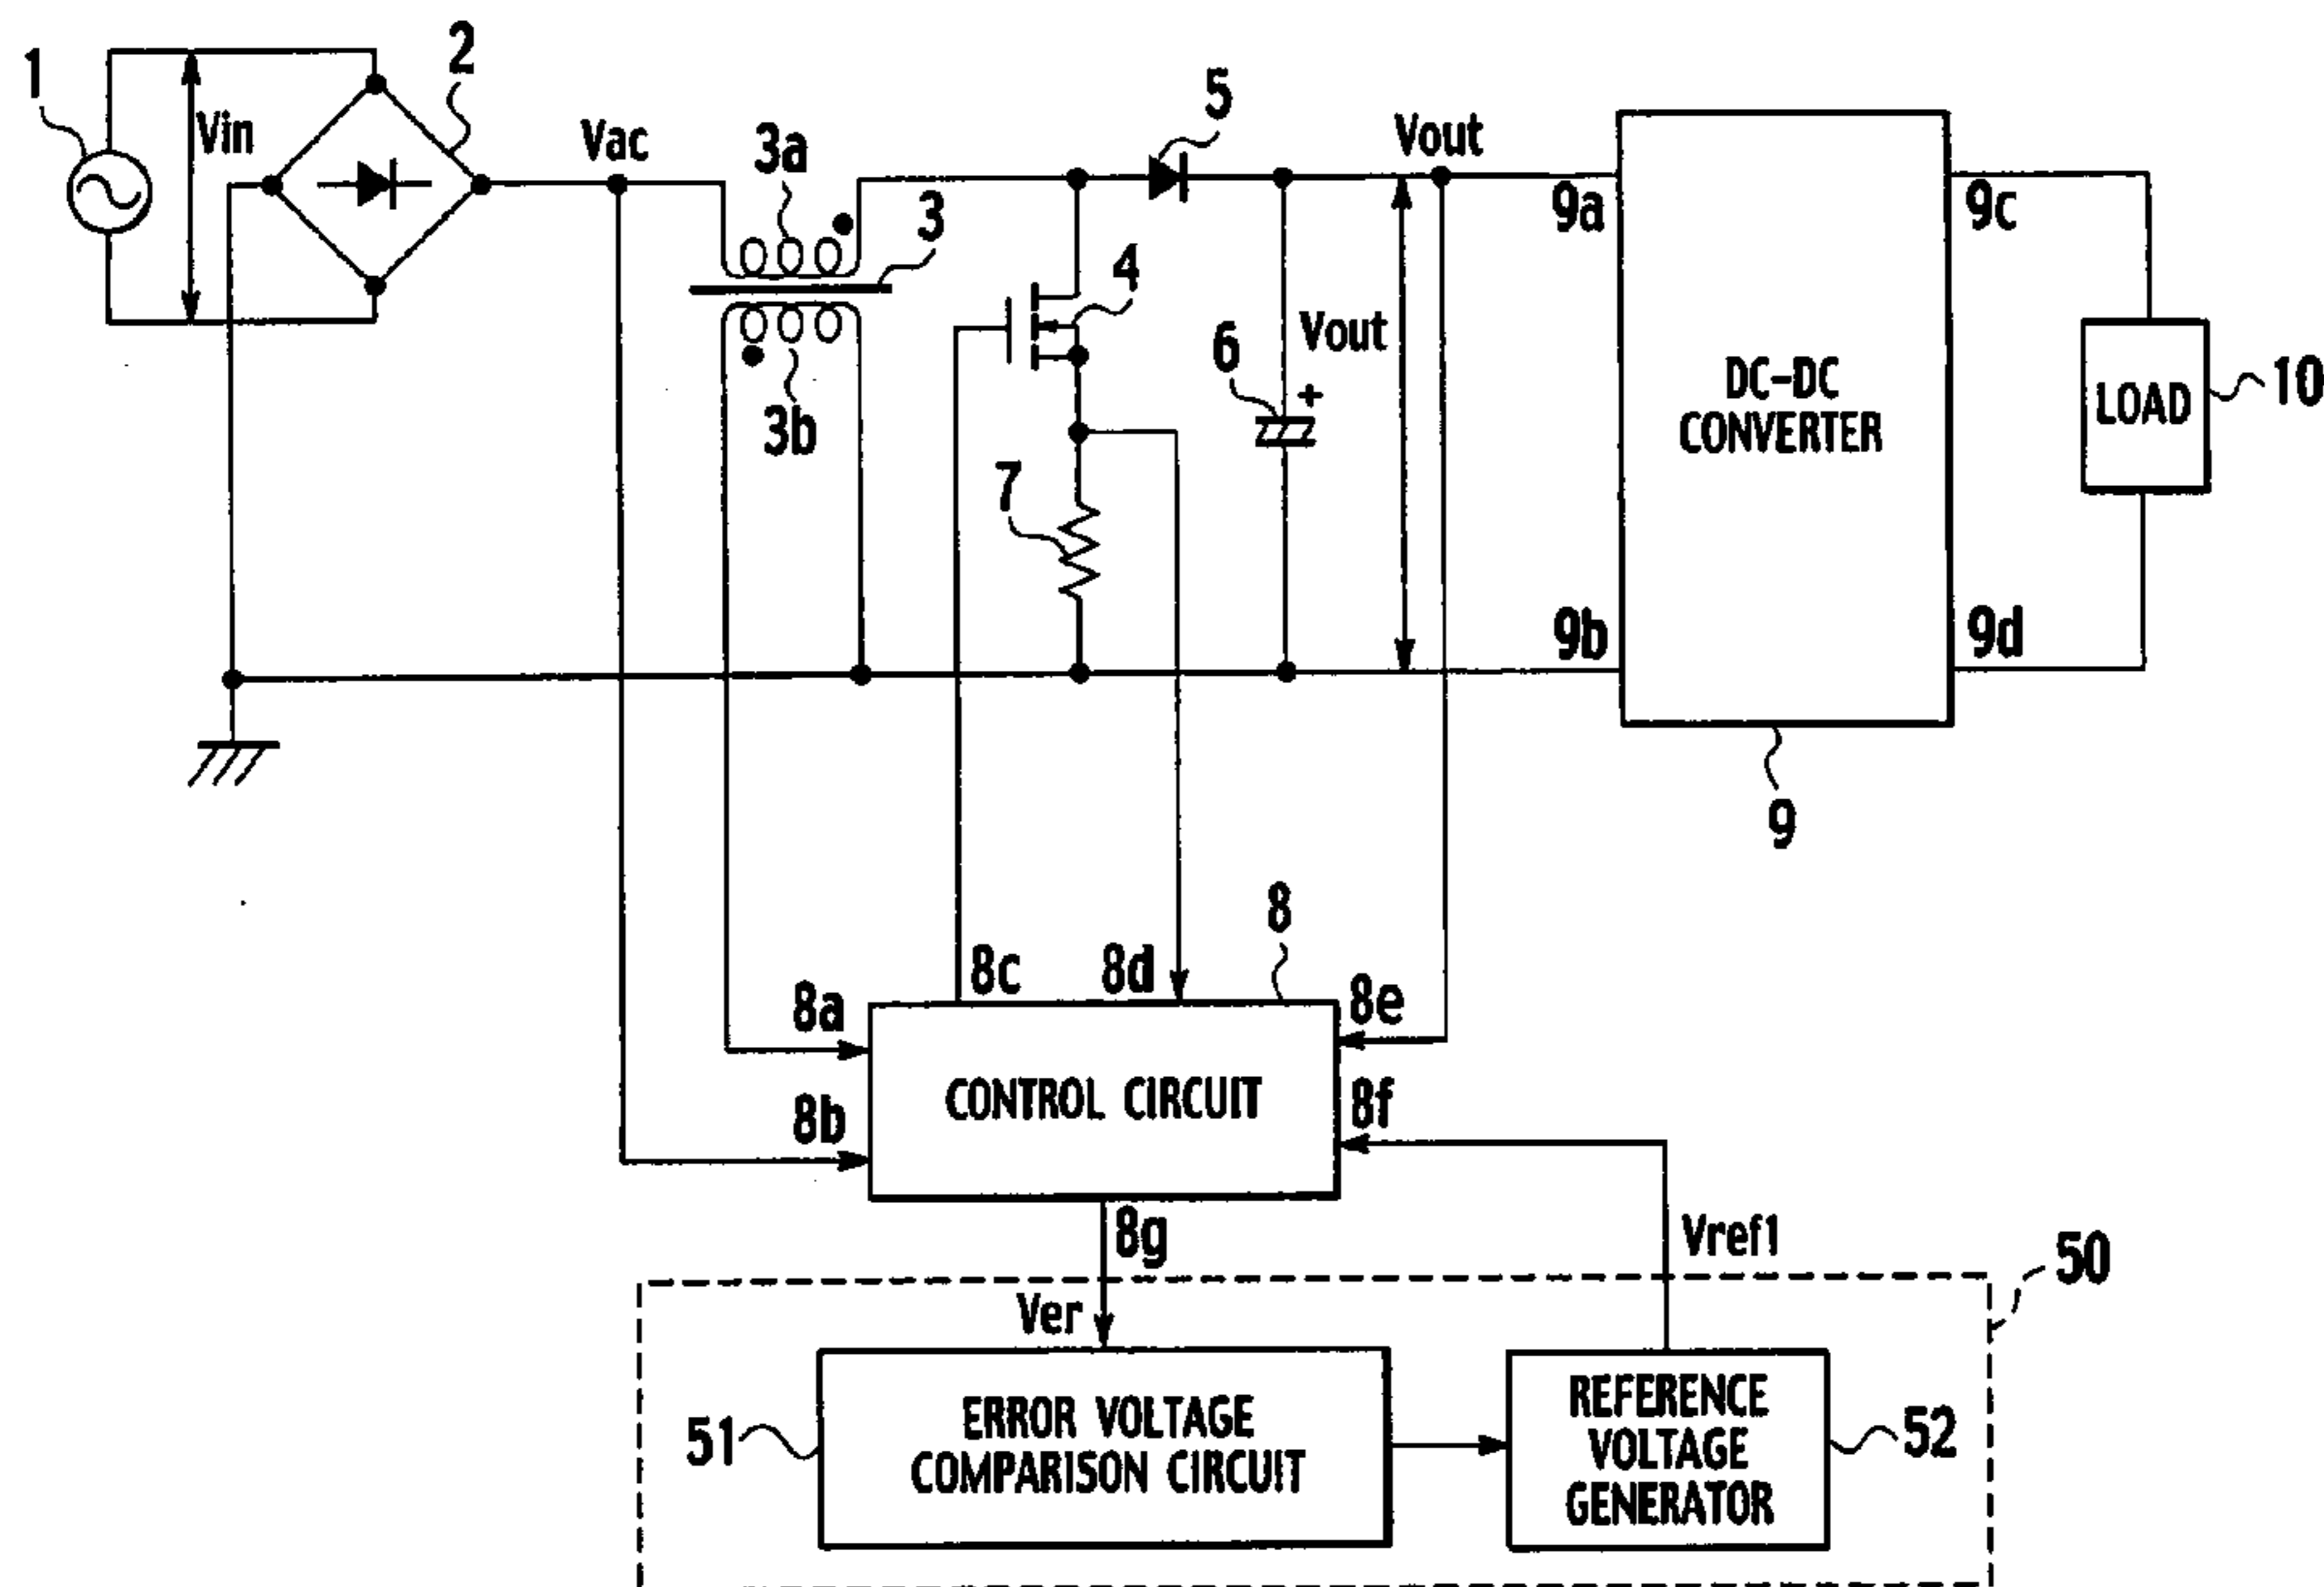 1
2
Vin
Vac
3a
3
3b
4
5
6
+
7
Vout
Vout
9a
9b
9c
9d
DC-DC
CONVERTER
LOAD
10
9
8
8a
8b
8c
8d
8e
8f
8g
CONTROL CIRCUIT
Vref1
50
Ver
51
ERROR VOLTAGE
COMPARISON CIRCUIT
REFERENCE
VOLTAGE
GENERATOR
52